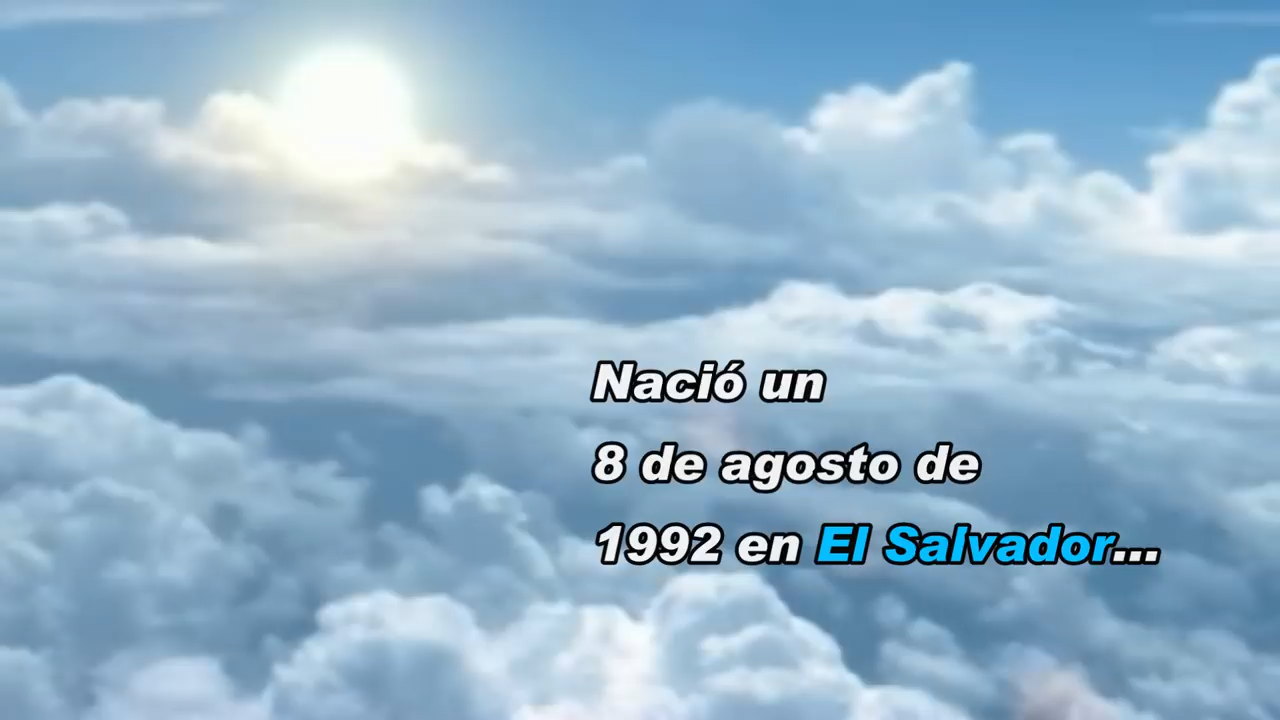 Nació un
8 de agosto de
1992 en El Salvador...